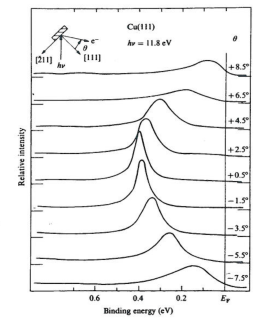 Cu(111)
θ
hν = 11.8 eV
e⁻
θ
[2̄11]
hν
[111]
+8.5°
+6.5°
+4.5°
+2.5°
+0.5°
−1.5°
−3.5°
−5.5°
−7.5°
Relative intensity
0.6 0.4 0.2 E_F
Binding energy (eV)